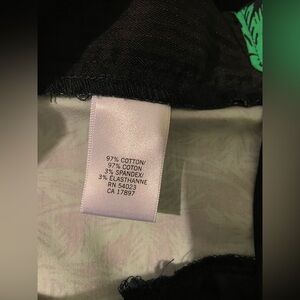 97% COTTON/
97% COTON
3% SPANDEX/
3% ELASTHANNE
RN 54023
CA 17897